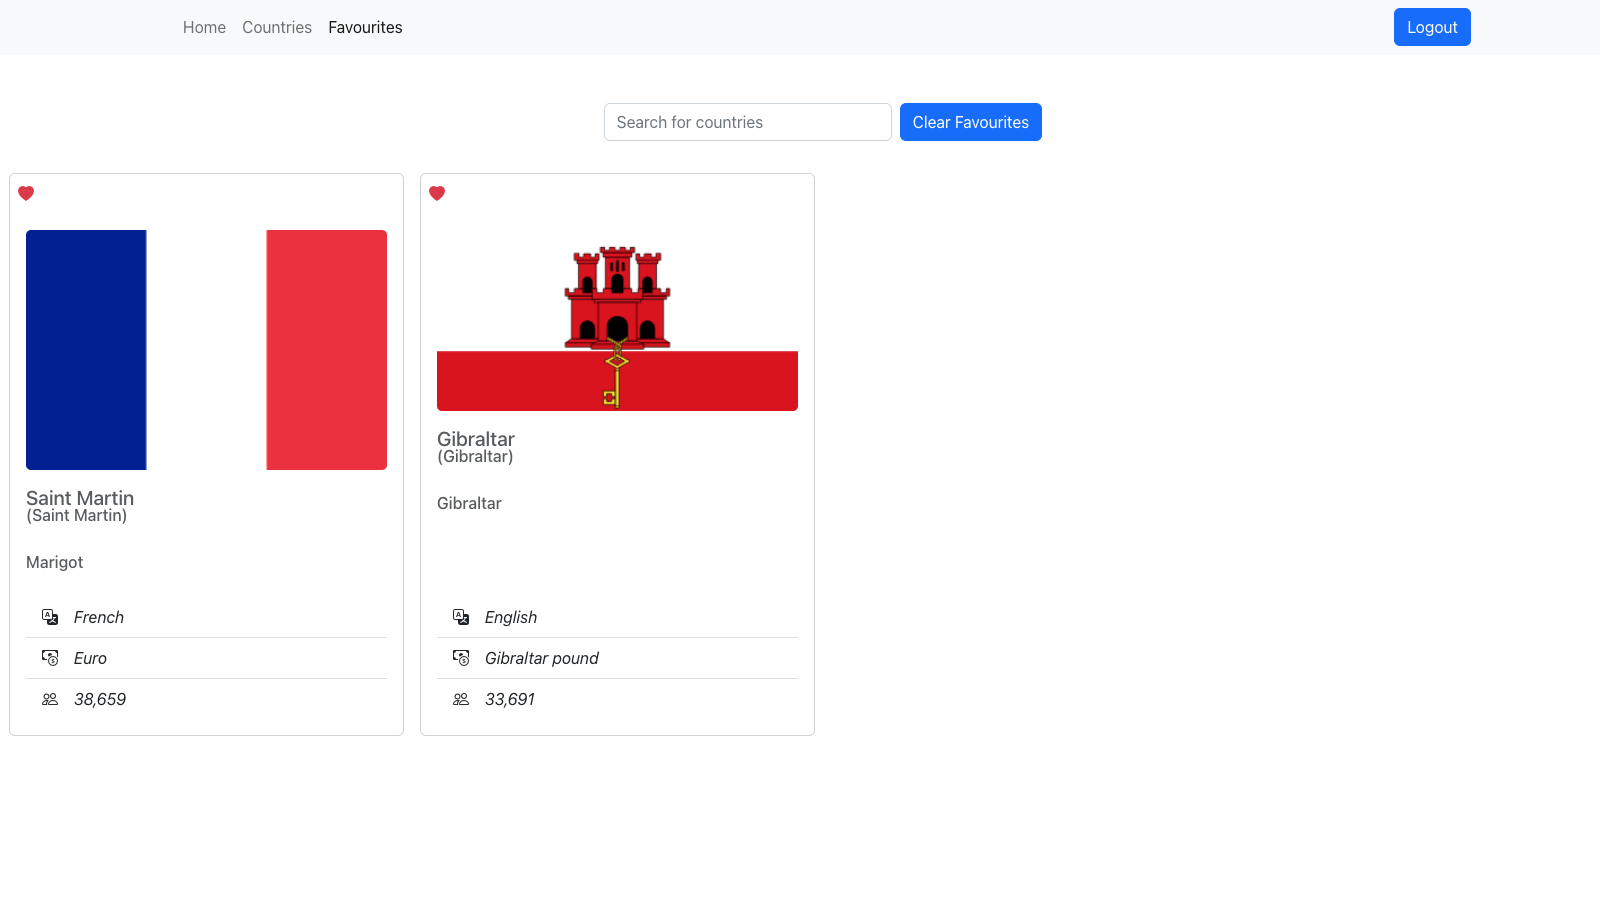 Home Countries Favourites Logout
Search for countries Clear Favourites
Saint Martin
(Saint Martin)
Marigot
French
Euro
38,659
Gibraltar
(Gibraltar)
Gibraltar
English
Gibraltar pound
33,691